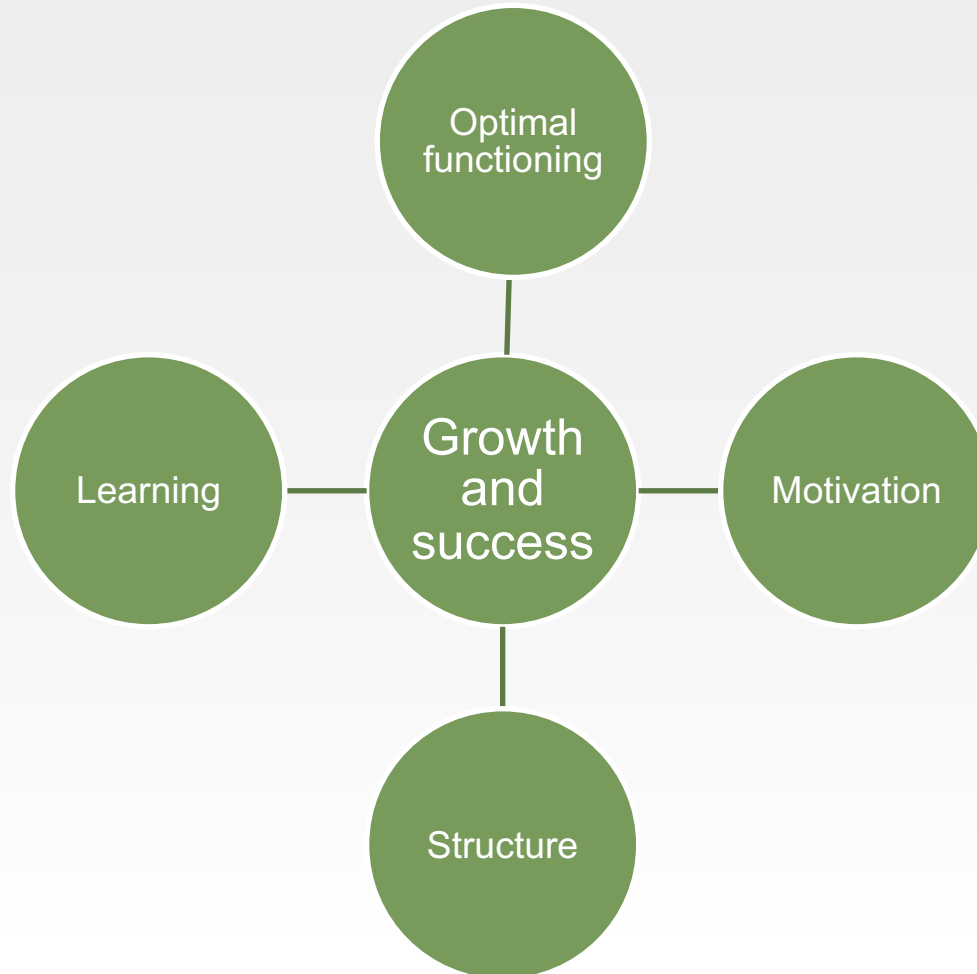 Optimal
functioning
Learning
Growth
and
success
Motivation
Structure